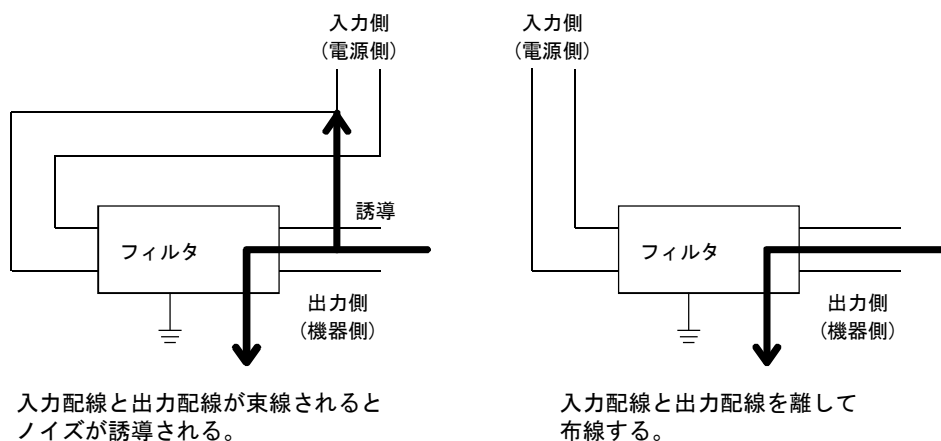 入力側
(電源側)
誘導
フィルタ
出力側
(機器側)
入力配線と出力配線が束線されると
ノイズが誘導される。
入力側
(電源側)
フィルタ
出力側
(機器側)
入力配線と出力配線を離して
布線する。